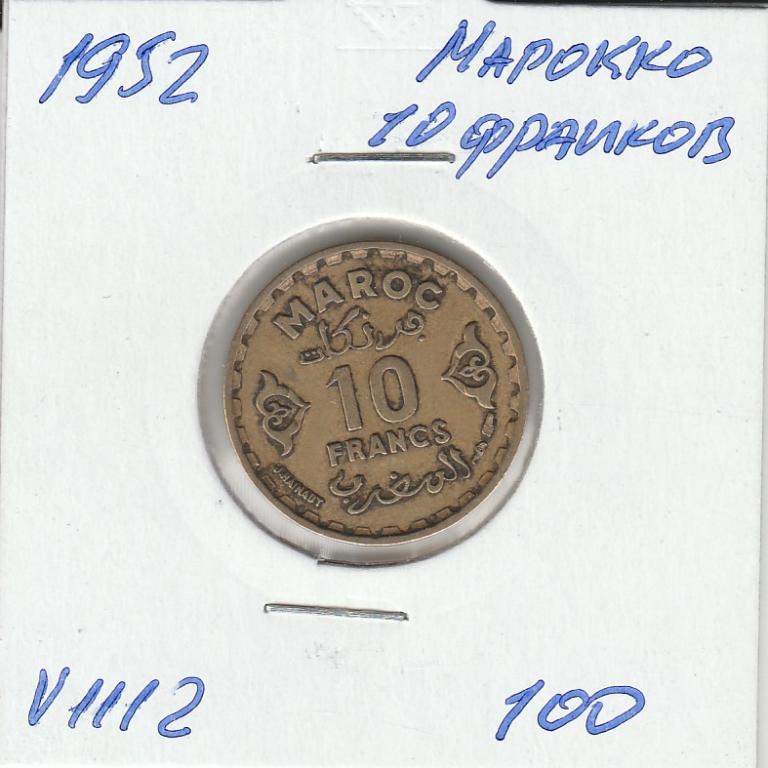 1952
Марокко
10 франков
MAROC
فرنكات
10
FRANCS
المغرب
V1112
100